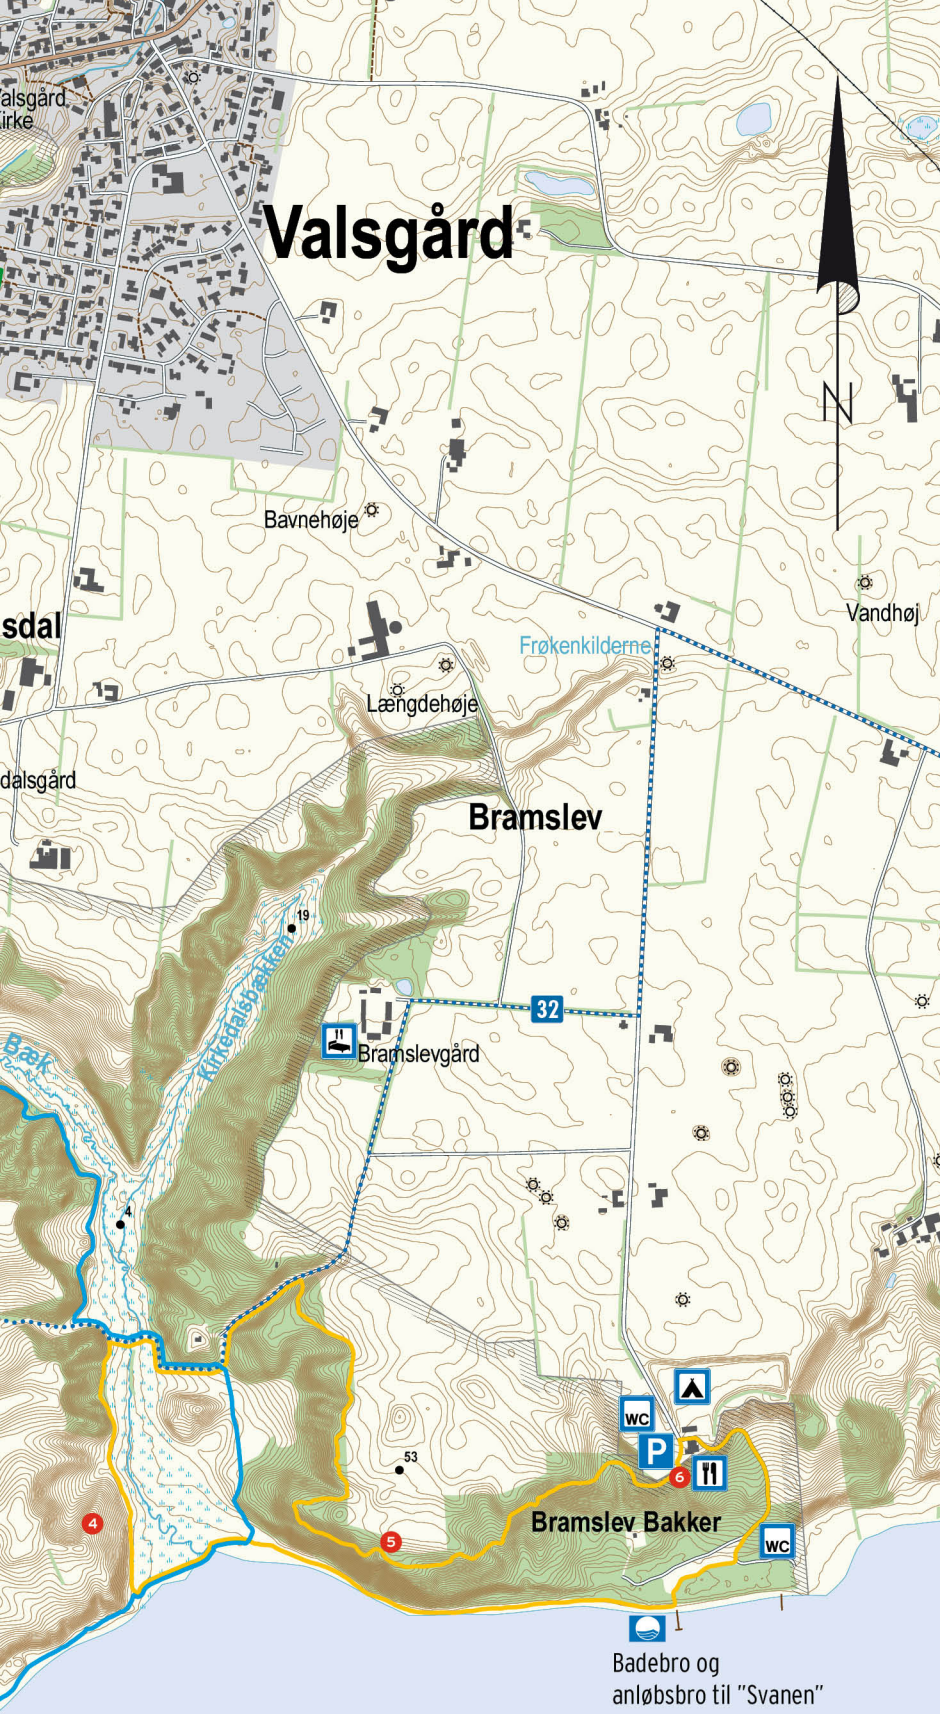 alsgård
irke
Valsgård
N
Bavnehøje
Vandhøj
sdal
Frøkenkilderne
Længdehøje
dalsgård
Bramslev
19
Kirkedalsbækken
32
Bæk
Bramslevgård
4
WC
P
53
6
4
5
Bramslev Bakker
WC
Badebro og
anløbsbro til "Svanen"